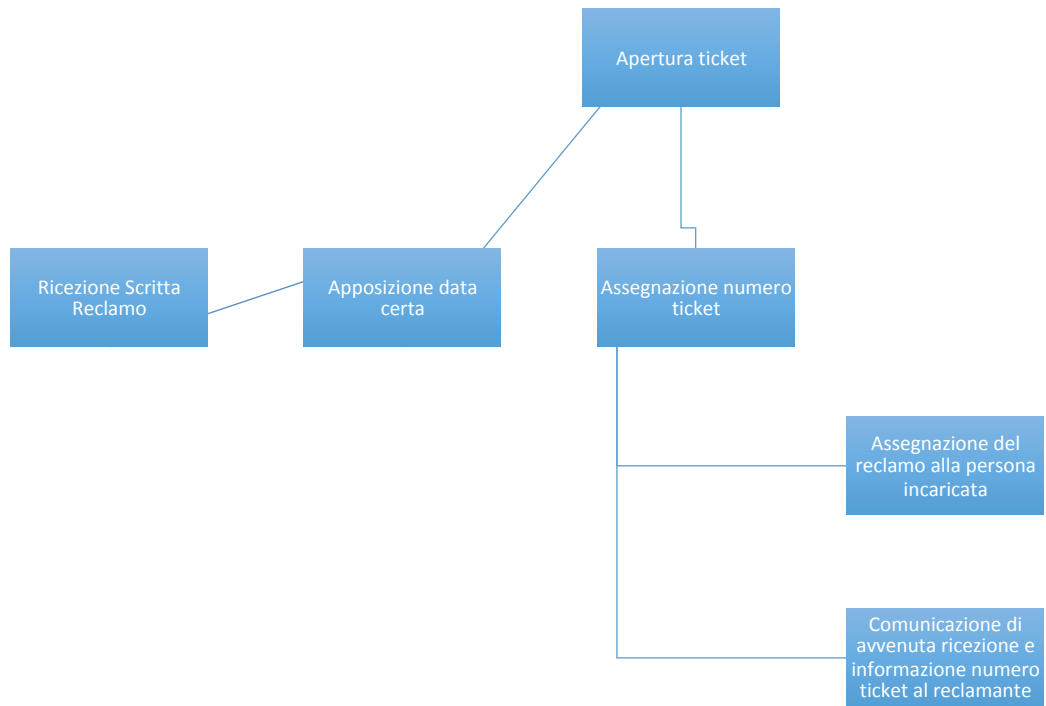 Apertura ticket
Ricezione Scritta
Reclamo
Apposizione data
certa
Assegnazione numero
ticket
Assegnazione del
reclamo alla persona
incaricata
Comunicazione di
avvenuta ricezione e
informazione numero
ticket al reclamante